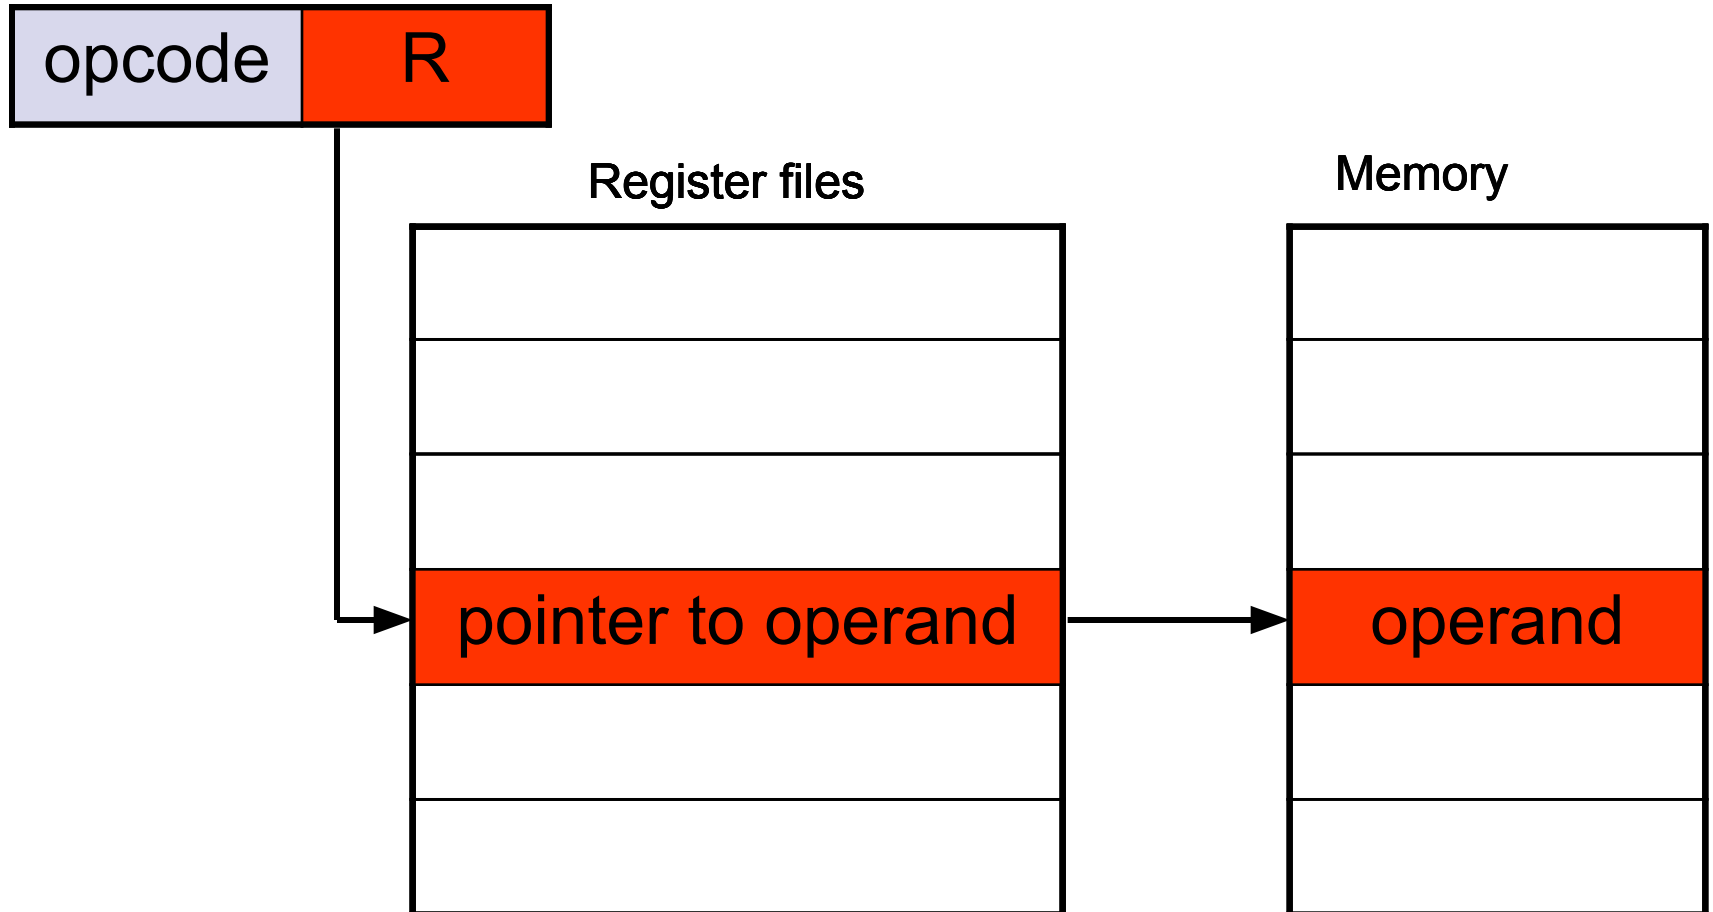 opcode R
Register files
Memory
pointer to operand
operand